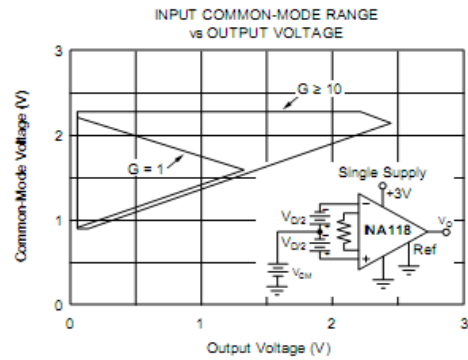 INPUT COMMON-MODE RANGE
vs OUTPUT VOLTAGE
Common-Mode Voltage (V)
3
2
1
0
G ≥ 10
G = 1
Single Supply
+3V
VD/2
VD/2
INA118
VO
Ref
VCM
0
1
2
3
Output Voltage (V)